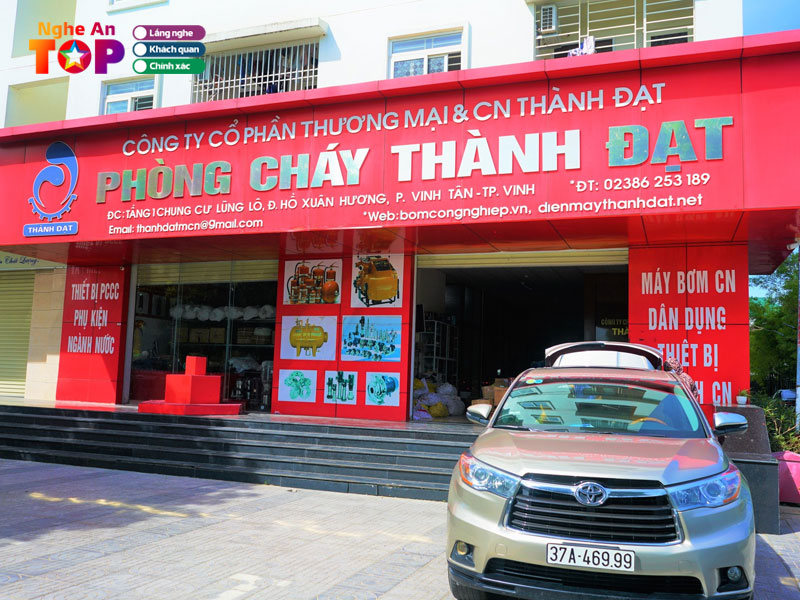 Nghe An
TOP
Lắng nghe
Khách quan
Chính xác
CÔNG TY CỔ PHẦN THƯƠNG MẠI & CN THÀNH ĐẠT
PHÒNG CHÁY THÀNH ĐẠT
ĐC: TẦNG 1 CHUNG CƯ LŨNG LÔ, Đ. HỒ XUÂN HƯƠNG, P. VINH TÂN - TP. VINH
*ĐT: 02386 253 189
Email: thanhdatmcn@9mail.com
*Web: bomcongnghiep.vn, dienmaythanhdat.net
THÀNH ĐẠT
THIẾT BỊ PCCC
PHỤ KIỆN
NGÀNH NƯỚC
MÁY BƠM CN
DÂN DỤNG
THIẾT BỊ
CN
37A-469.99